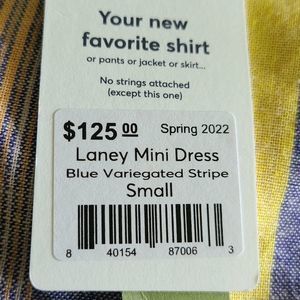 Your new
favorite shirt
or pants or jacket or skirt...
No strings attached
(except this one)
$125 00 Spring 2022
Laney Mini Dress
Blue Variegated Stripe
Small
8 40154 87006 3